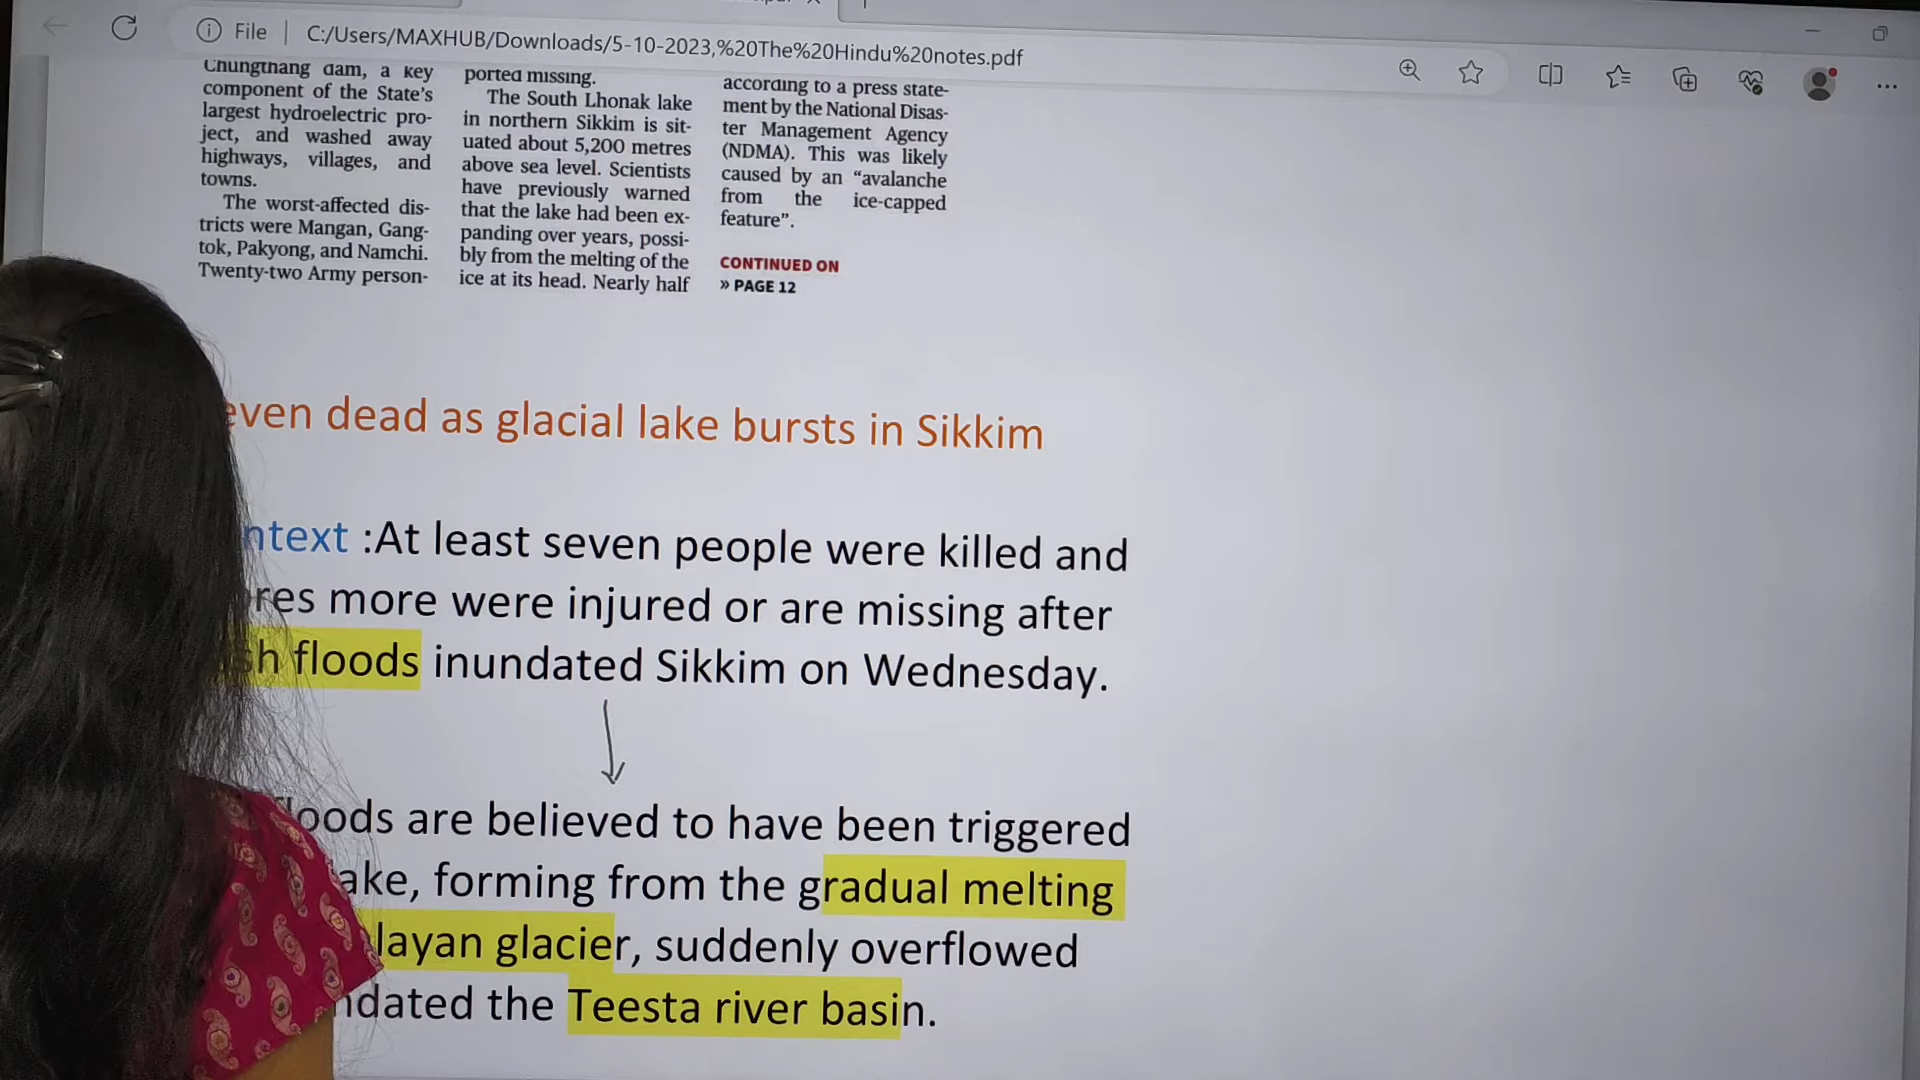 File
C:/Users/MAXHUB/Downloads/5-10-2023,%20The%20Hindu%20notes.pdf
Chungthang dam, a key
component of the State's
largest hydroelectric pro-
ject, and washed away
highways, villages, and
towns.
The worst-affected dis-
tricts were Mangan, Gang-
tok, Pakyong, and Namchi.
Twenty-two Army person-
ported missing.
The South Lhonak lake
in northern Sikkim is sit-
uated about 5,200 metres
above sea level. Scientists
have previously warned
that the lake had been ex-
panding over years, possi-
bly from the melting of the
ice at its head. Nearly half
according to a press state-
ment by the National Disas-
ter Management Agency
(NDMA). This was likely
caused by an “avalanche
from the ice-capped
feature”.
CONTINUED ON
» PAGE 12
even dead as glacial lake bursts in Sikkim
ntext :At least seven people were killed and
res more were injured or are missing after
sh floods inundated Sikkim on Wednesday.
loods are believed to have been triggered
ake, forming from the gradual melting
layan glacier, suddenly overflowed
ndated the Teesta river basin.